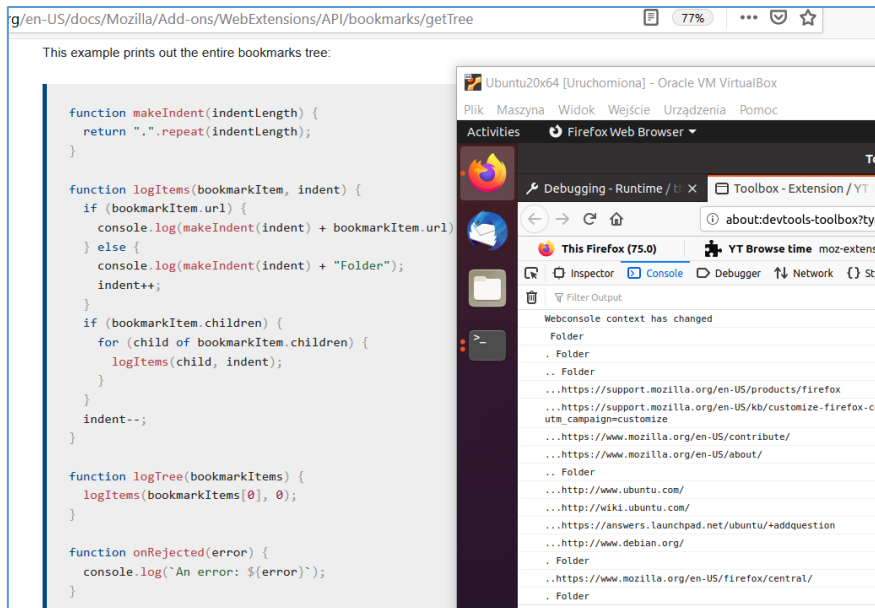 rg/en-US/docs/Mozilla/Add-ons/WebExtensions/API/bookmarks/getTree
77%
This example prints out the entire bookmarks tree:
function makeIndent(indentLength) {
return ".".repeat(indentLength);
}
function logItems(bookmarkItem, indent) {
if (bookmarkItem.url) {
console.log(makeIndent(indent) + bookmarkItem.url)
} else {
console.log(makeIndent(indent) + "Folder");
indent++;
}
if (bookmarkItem.children) {
for (child of bookmarkItem.children) {
logItems(child, indent);
}
}
indent--;
}
function logTree(bookmarkItems) {
logItems(bookmarkItems[0], 0);
}
function onRejected(error) {
console.log(`An error: ${error}`);
}
Ubuntu20x64 [Uruchomiona] - Oracle VM VirtualBox
Plik Maszyna Widok Wejście Urządzenia Pomoc
Activities Firefox Web Browser
To
Debugging - Runtime / th Toolbox - Extension / YT
about:devtools-toolbox?ty
This Firefox (75.0) YT Browse time moz-extens
Inspector Console Debugger Network {} St
Filter Output
Webconsole context has changed
Folder
. Folder
.. Folder
...https://support.mozilla.org/en-US/products/firefox
...https://support.mozilla.org/en-US/kb/customize-firefox-c
utm_campaign=customize
...https://www.mozilla.org/en-US/contribute/
...https://www.mozilla.org/en-US/about/
.. Folder
...http://www.ubuntu.com/
...http://wiki.ubuntu.com/
...https://answers.launchpad.net/ubuntu/+addquestion
...http://www.debian.org/
. Folder
..https://www.mozilla.org/en-US/firefox/central/
. Folder